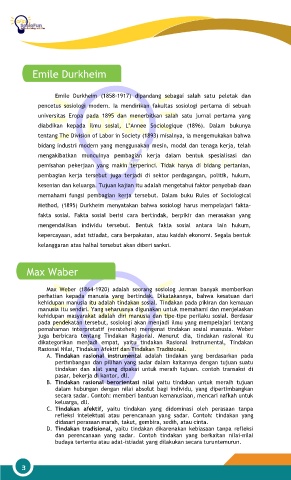 Emile Durkheim
Emile Durkheim (1858-1917) dipandang sebagai salah satu peletak dan
pencetus sosiologi modern. Ia mendirikan fakultas sosiologi pertama di sebuah
universitas Eropa pada 1895 dan menerbitkan salah satu jurnal pertama yang
diabdikan kepada ilmu sosial, L'Annee Sociologique (1896). Dalam bukunya
tentang The Division of Labor in Society (1893) misalnya, ia mengemukakan bahwa
bidang industri modern yang menggunakan mesin, modal dan tenaga kerja, telah
mengakibatkan munculnya pembagian kerja dalam bentuk spesialisasi dan
pemisahan pekerjaan yang makin terperinci. Tidak hanya di bidang pertanian,
pembagian kerja tersebut juga terjadi di sektor perdagangan, politik, hukum,
kesenian dan keluarga. Tujuan kajian itu adalah mengetahui faktor penyebab daan
memahami fungsi pembagian kerja tersebut. Dalam buku Rules of Sociological
Method, (1895) Durkheim menyatakan bahwa sosiologi harus mempelajari fakta-
fakta sosial. Fakta sosial berisi cara bertindak, berpikir dan merasakan yang
mengendalikan individu tersebut. Bentuk fakta sosial antara lain hukum,
kepercayaan, adat istiadat, cara berpakaian, atau kaidah ekonomi. Segala bentuk
kelanggaran atas halhal tersebut akan diberi sanksi.
Max Waber
Max Weber (1864-1920) adalah seorang sosiolog Jerman banyak memberikan
perhatian kepada manusia yang bertindak. Dikatakannya, bahwa kesatuan dari
kehidupan manusia itu adalah tindakan sosial. Tindakan pada pikiran dan kemauan
manusia itu sendiri. Yang seharusnya digunakan untuk memahami dan menjelaskan
kehidupan masyarakat adalah diri manusia dan tipe-tipe perilaku sosial. Berdasar
pada pendekatan tersebut, sosiologi akan menjadi ilmu yang mempelajari tentang
pemahaman interpretatif (verstehen) mengenai tindakan sosial manusia. Weber
juga berbicara tentang Tindakan Rasional. Menurut dia, tindakan rasional itu
dikategorikan menjadi empat, yaitu tindakan Rasional Instrumental, Tindakan
Rasional Nilai, Tindakan Afektif dan Tindakan Tradisional.
A. Tindakan rasional instrumental adalah tindakan yang berdasarkan pada
pertimbangan dan pilihan yang sadar dalam kaitannya dengan tujuan suatu
tindakan dan alat yang dipakai untuk meraih tujuan. contoh transaksi di
pasar, bekerja di kantor, dll.
B. Tindakan rasional berorientasi nilai yaitu tindakan untuk meraih tujuan
dalam hubungan dengan nilai absolut bagi individu, yang dipertimbangkan
secara sadar. Contoh: memberi bantuan kemanusiaan, mencari nafkah untuk
keluarga, dll.
C. Tindakan afektif, yaitu tindakan yang didominasi oleh perasaan tanpa
refleksi intelektual atau perencanaan yang sadar. Contoh: tindakan yang
didasari perasaan marah, takut, gembira, sedih, atau cinta.
D. Tindakan tradisional, yaitu tindakan dikarenakan kebiasaan tanpa refleksi
dan perencanaan yang sadar. Contoh tindakan yang berkaitan nilai-nilai
budaya tertentu atau adat-istiadat yang dilakukan secara turuntemurun.
3